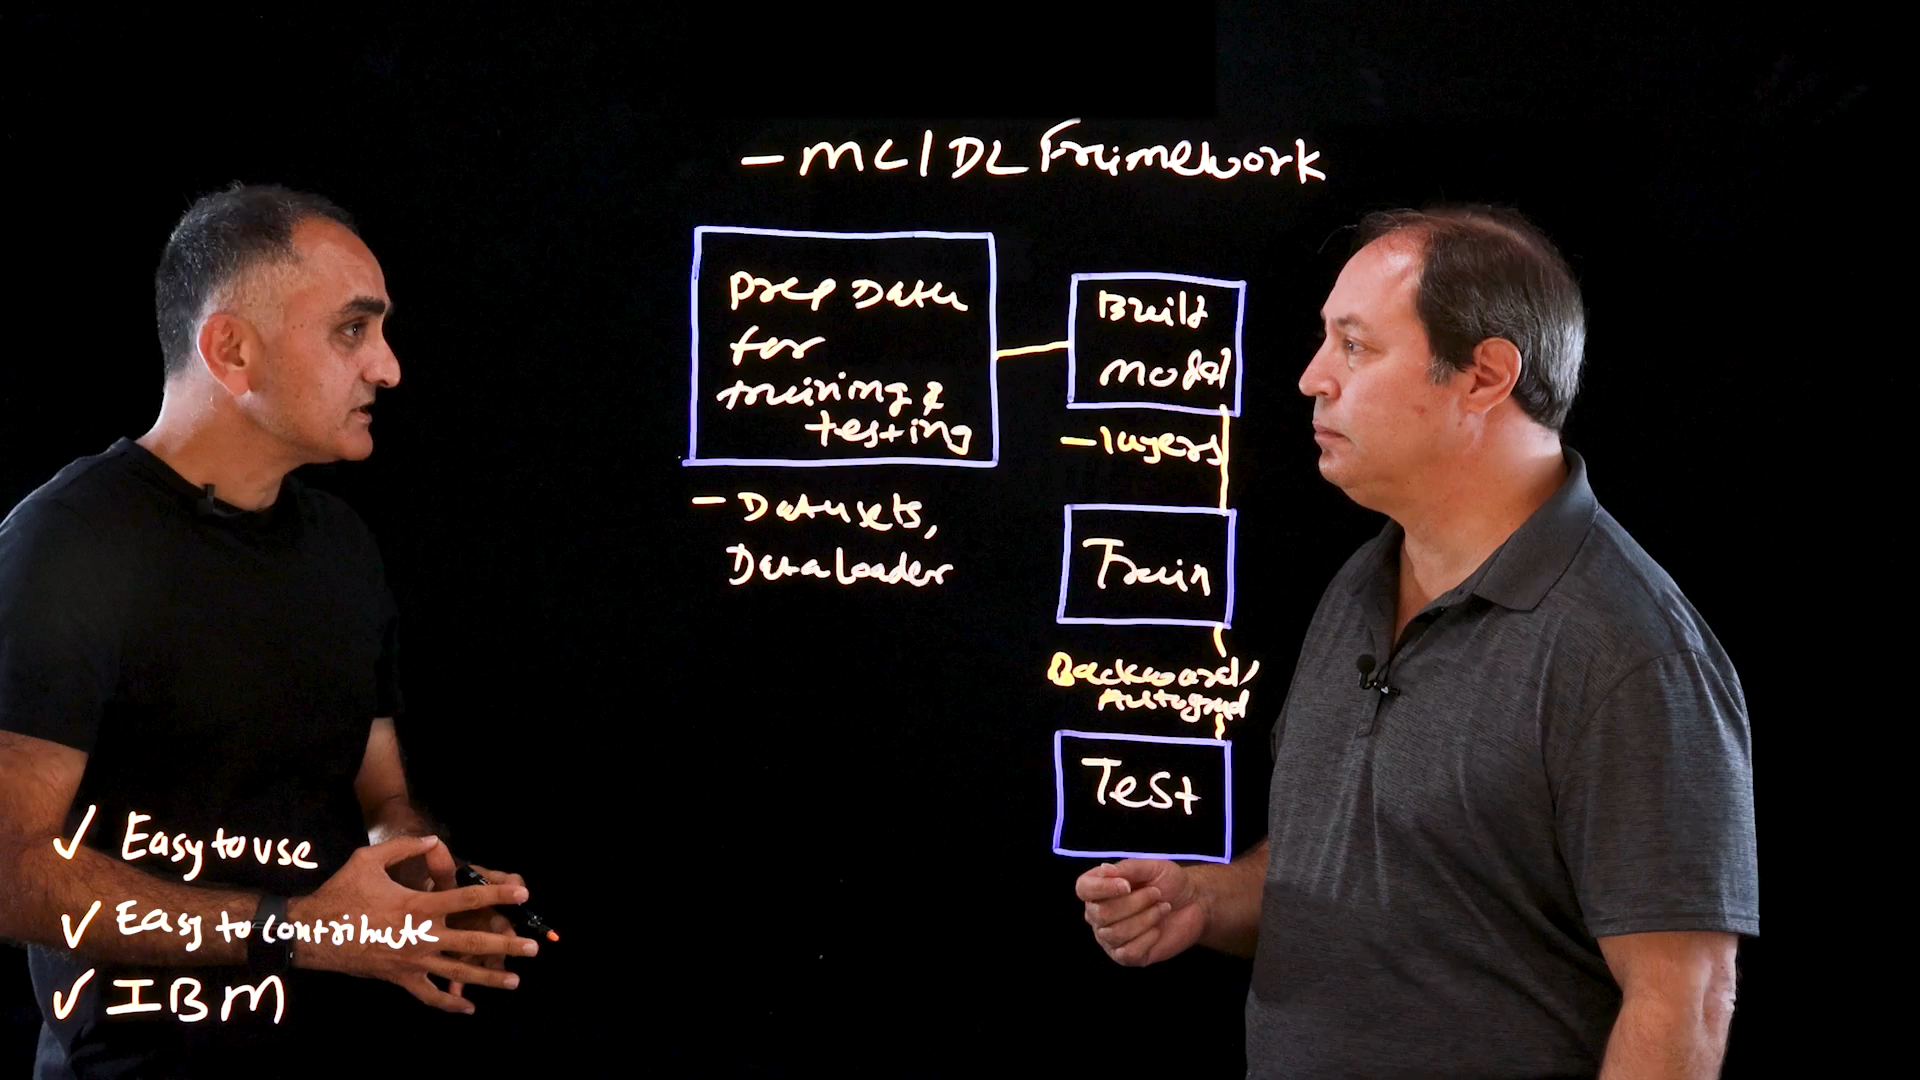 - ML/DL Framework
Prep Data
for
training &
testing
- Datasets,
Dataloader
Build
Model
- layers
Train
Backward/
Autograd
Test
✓ Easy to use
✓ Easy to contribute
✓ IBM